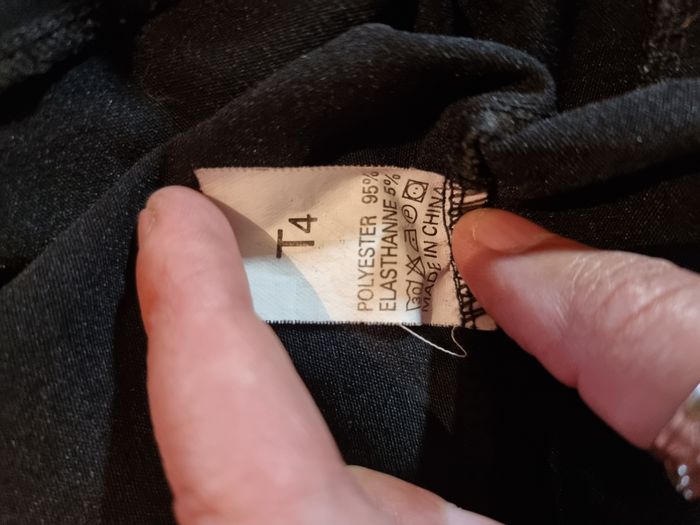 T4
POLYESTER 95%
ELASTHANNE 5%
30
MADE IN CHINA